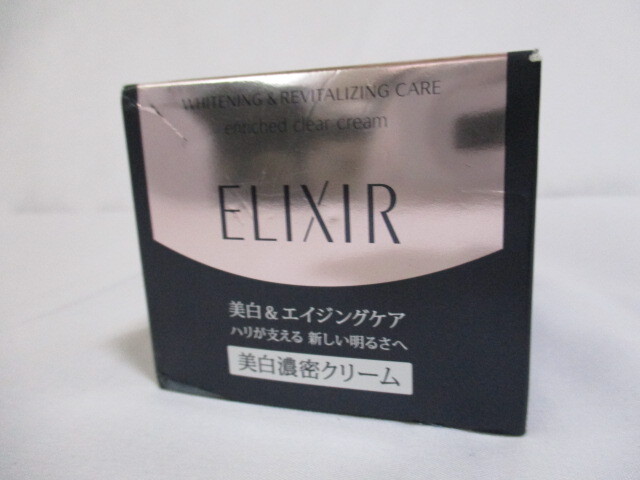 WHITENING & REVITALIZING CARE
enriched clear cream
ELIXIR
美白&エイジングケア
ハリが支える 新しい明るさへ
美白濃密クリーム